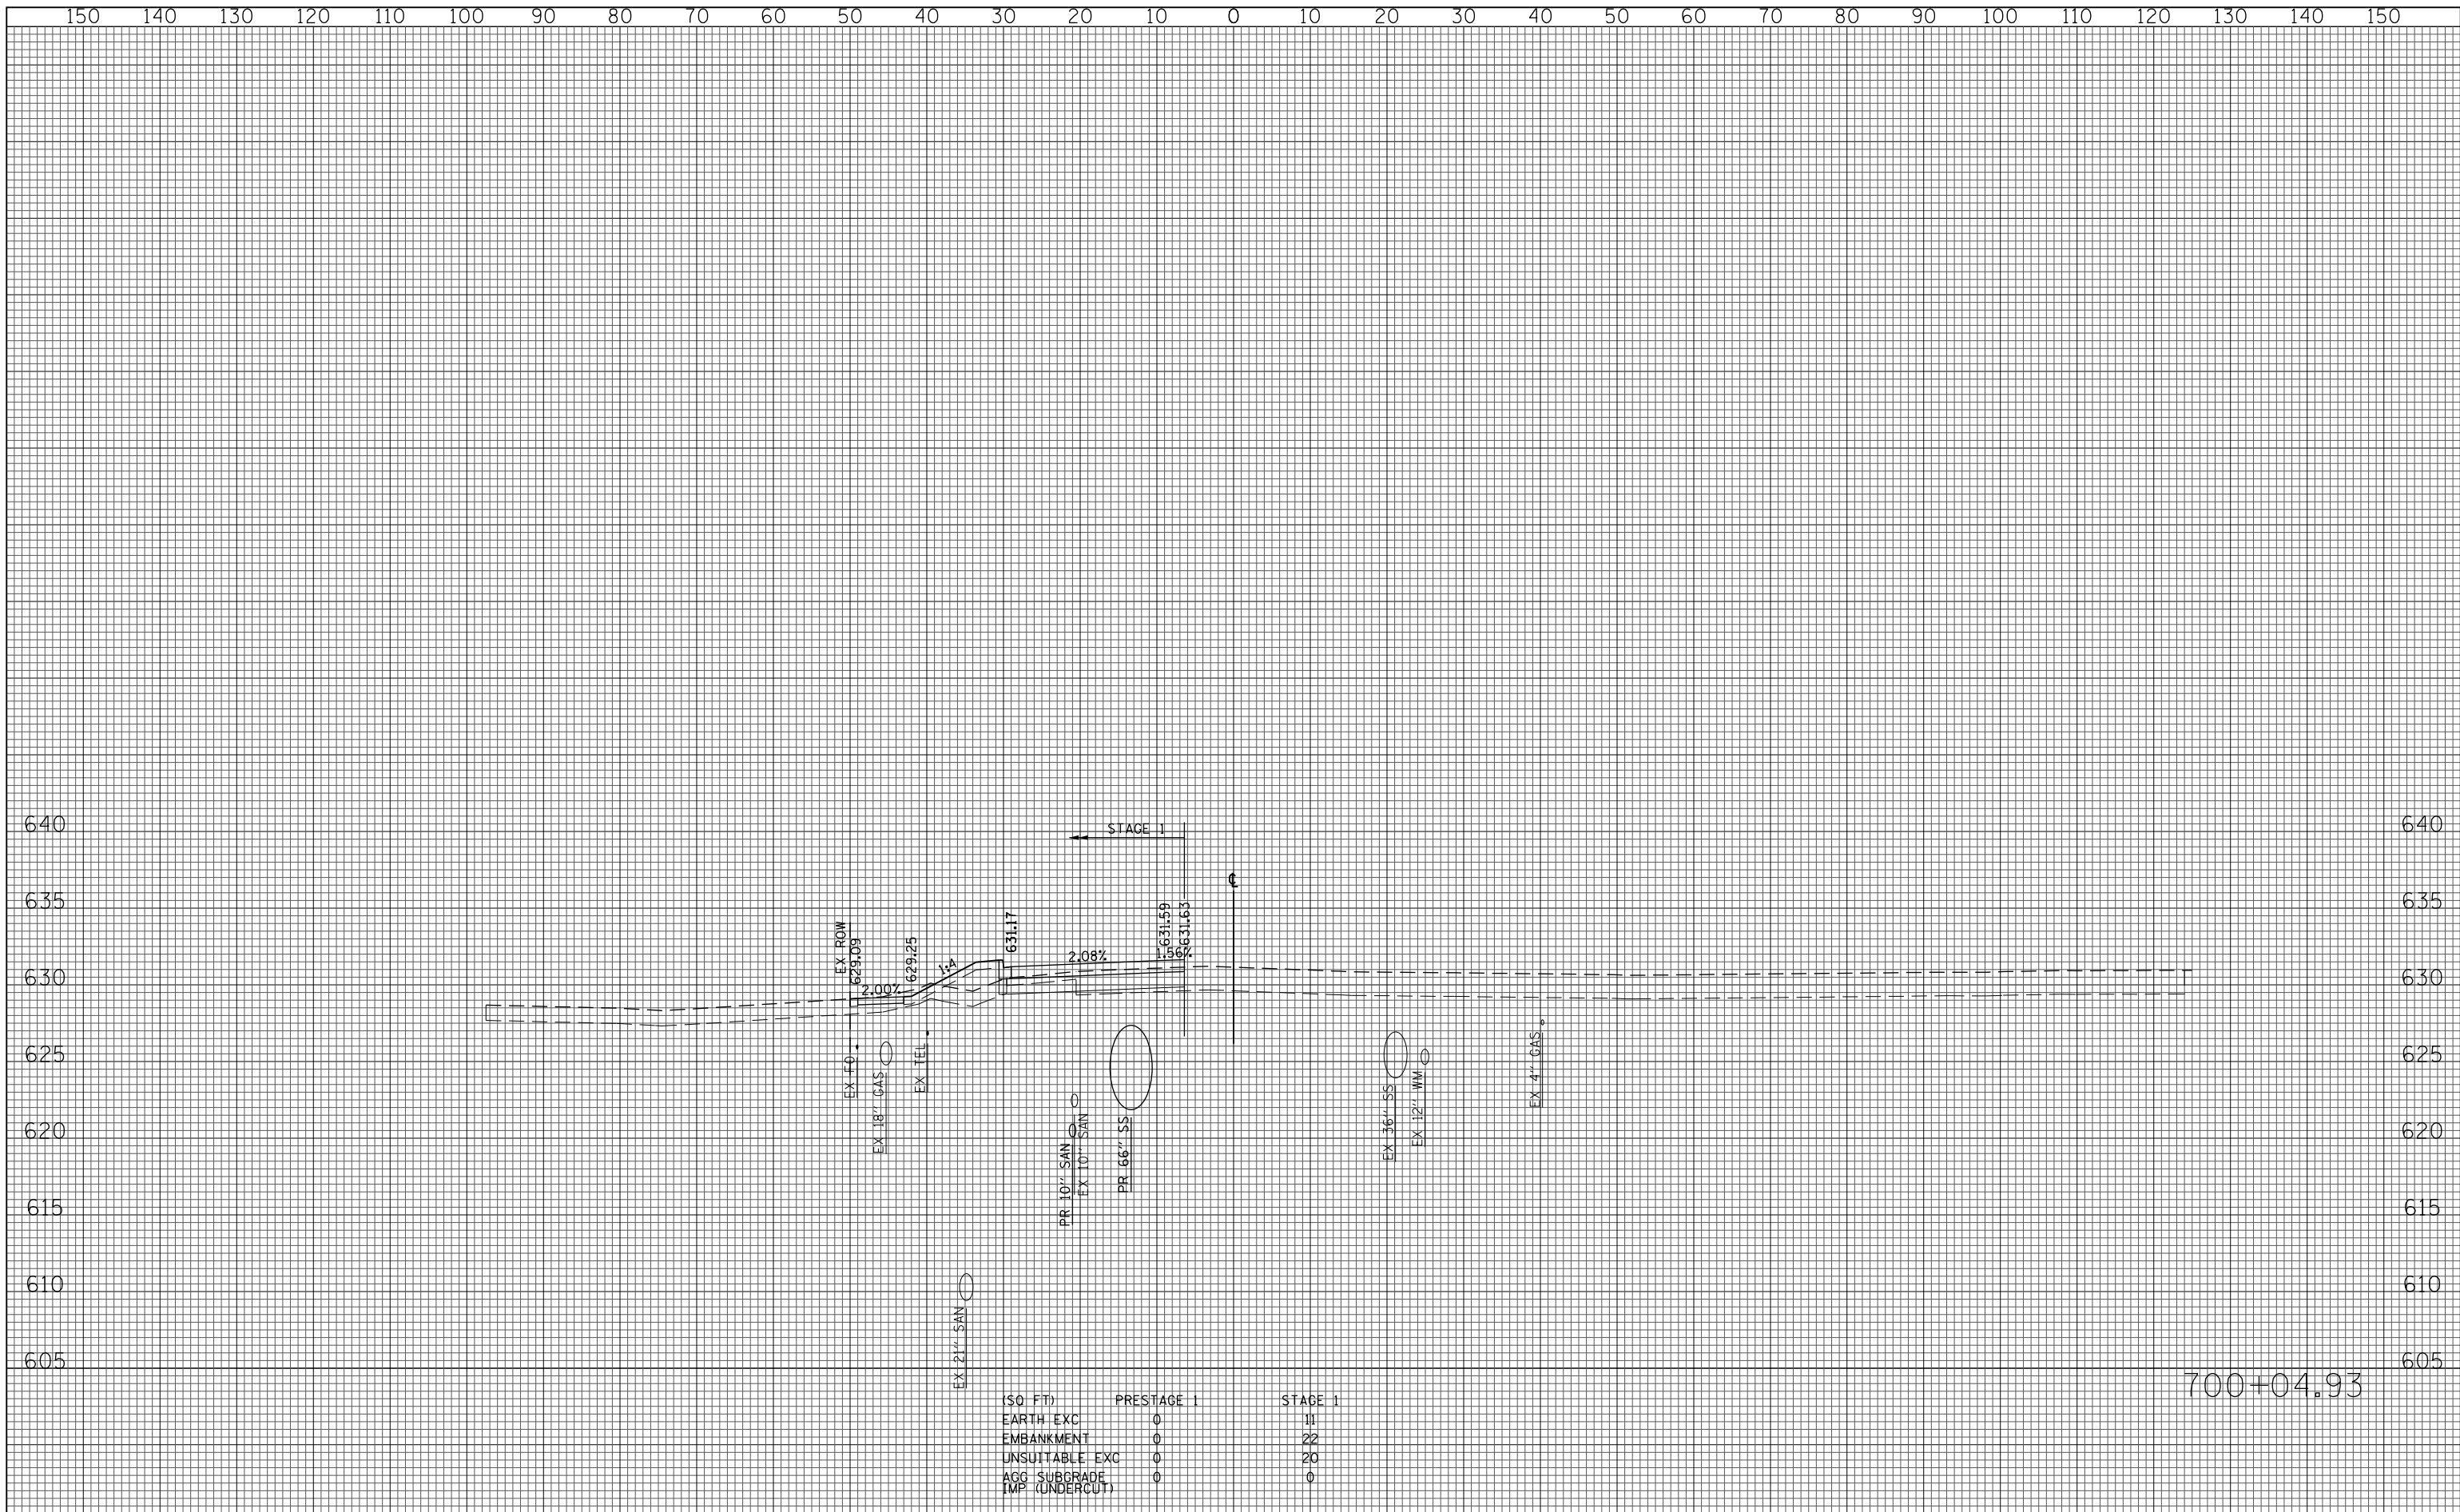 150 140 130 120 110 100 90 80 70 60 50 40 30 20 10 0 10 20 30 40 50 60 70 80 90 100 110 120 130 140 150
640 640
STAGE 1
℄
635 635
EX ROW
629.09
629.25
631.17
631.59
631.63
630 630
2.00%
1:4
2.08%
1.56%
625 625
EX FO
EX 18" GAS
EX TEL
EX 36" SS
EX 12" WM
EX 4" GAS
620 620
PR 10" SAN
EX 10" SAN
PR 66" SS
615 615
610 610
EX 21" SAN
605 605
700+04.93
(SQ FT) PRESTAGE 1 STAGE 1
EARTH EXC 0 11
EMBANKMENT 0 22
UNSUITABLE EXC 0 20
AGG SUBGRADE 0 0
IMP (UNDERCUT)